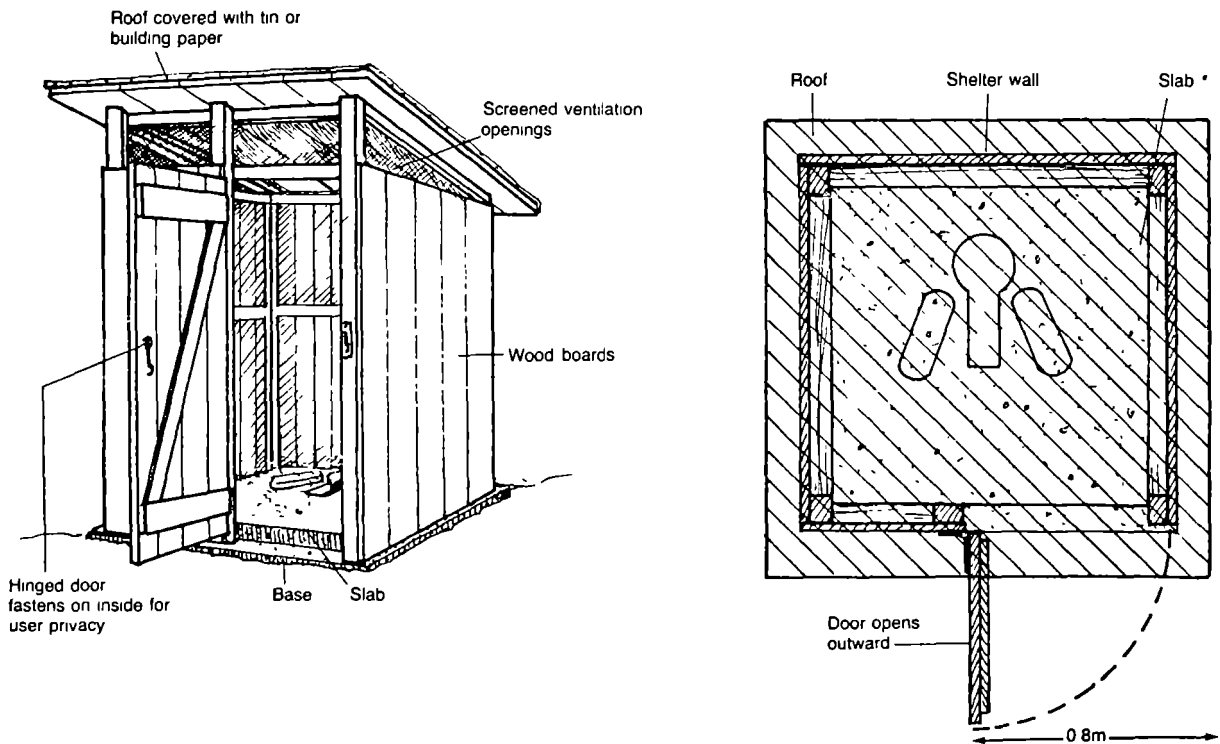 Roof covered with tin or
building paper
Screened ventilation
openings
Wood boards
Hinged door
fastens on inside for
user privacy
Base
Slab
Roof
Shelter wall
Slab
Door opens
outward
0 8m